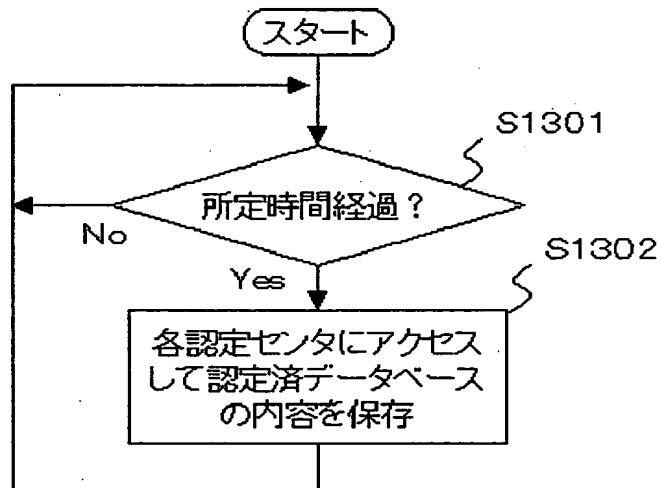 スタート
S1301
所定時間経過？
No
Yes
S1302
各認定センタにアクセス
して認定済データベース
の内容を保存